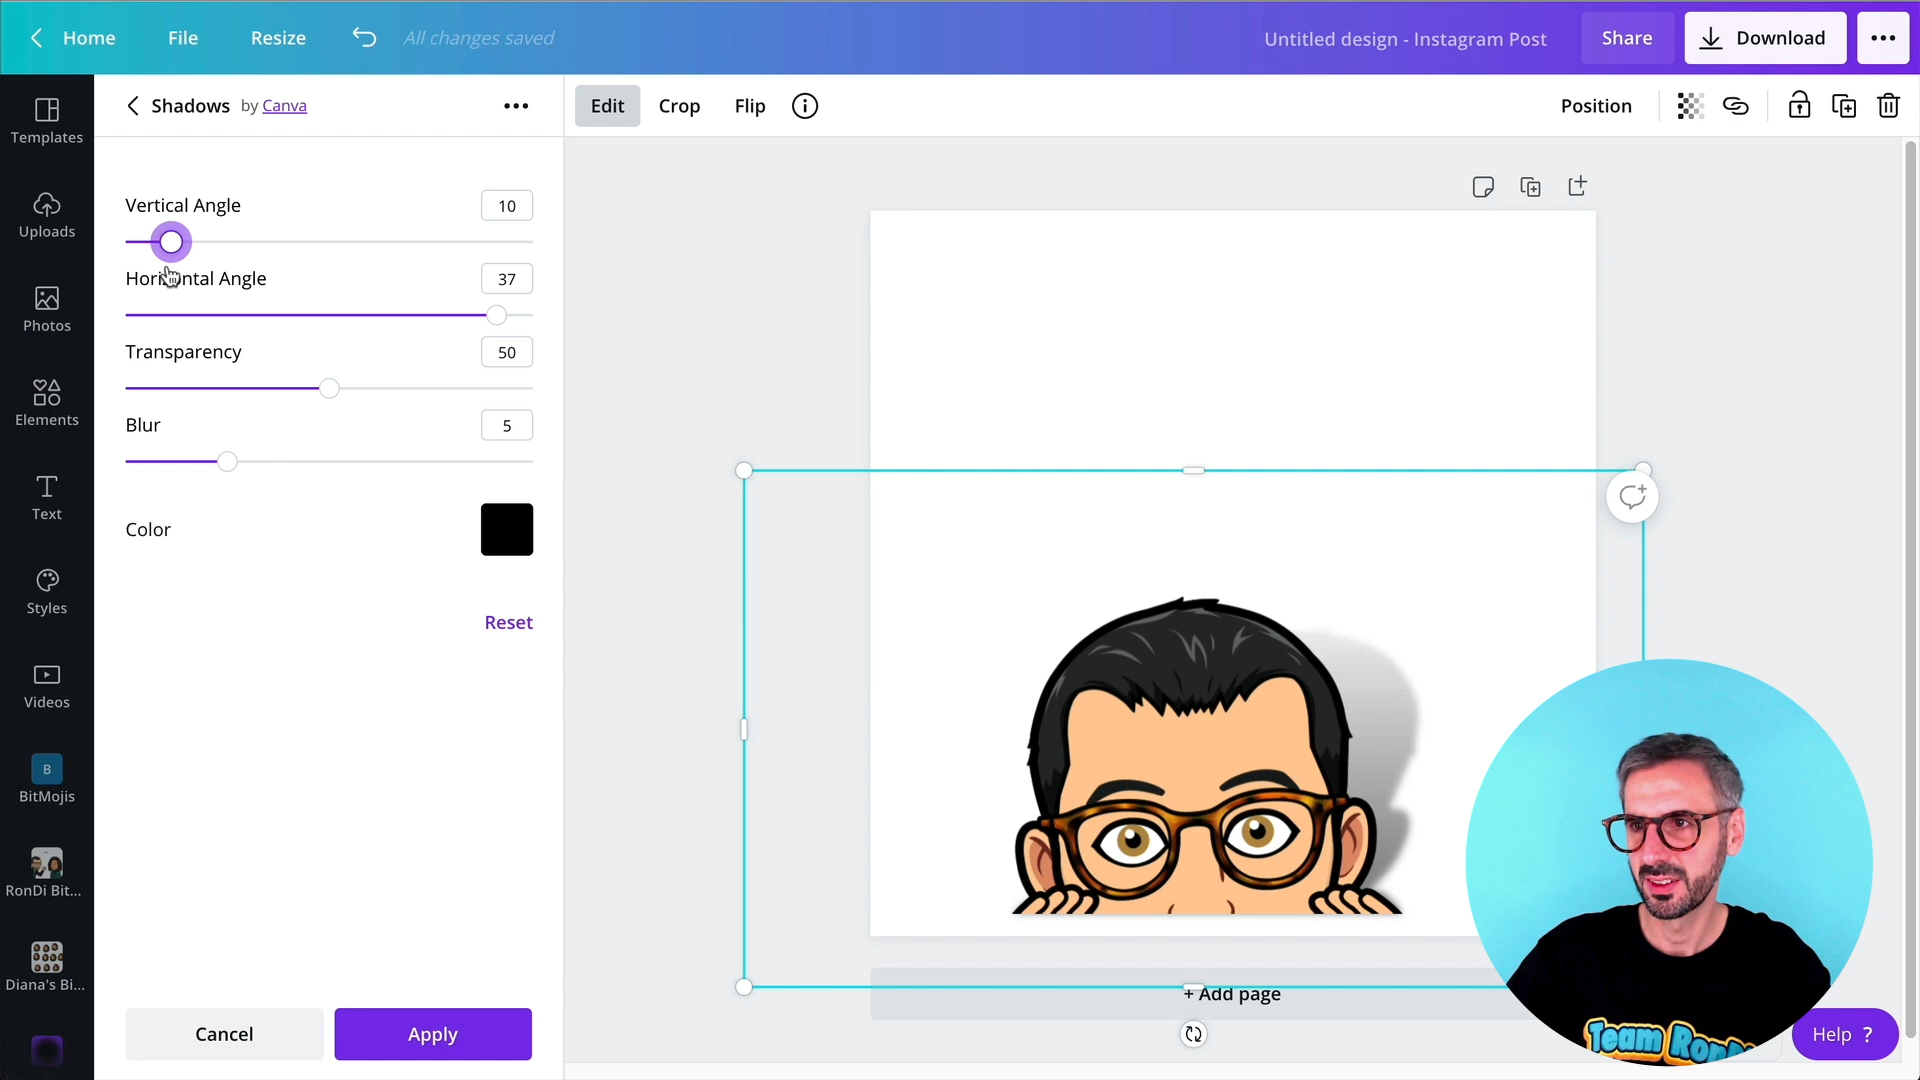 Home
File
Resize
All changes saved
Untitled design - Instagram Post
Share
Download
Templates
Uploads
Photos
Elements
Text
Styles
Videos
B
BitMojis
RonDi Bit...
Diana's Bi...
Shadows by Canva
Edit
Crop
Flip
Position
Vertical Angle
10
Horizontal Angle
37
Transparency
50
Blur
5
Color
Reset
Cancel
Apply
+ Add page
Team
Help ?